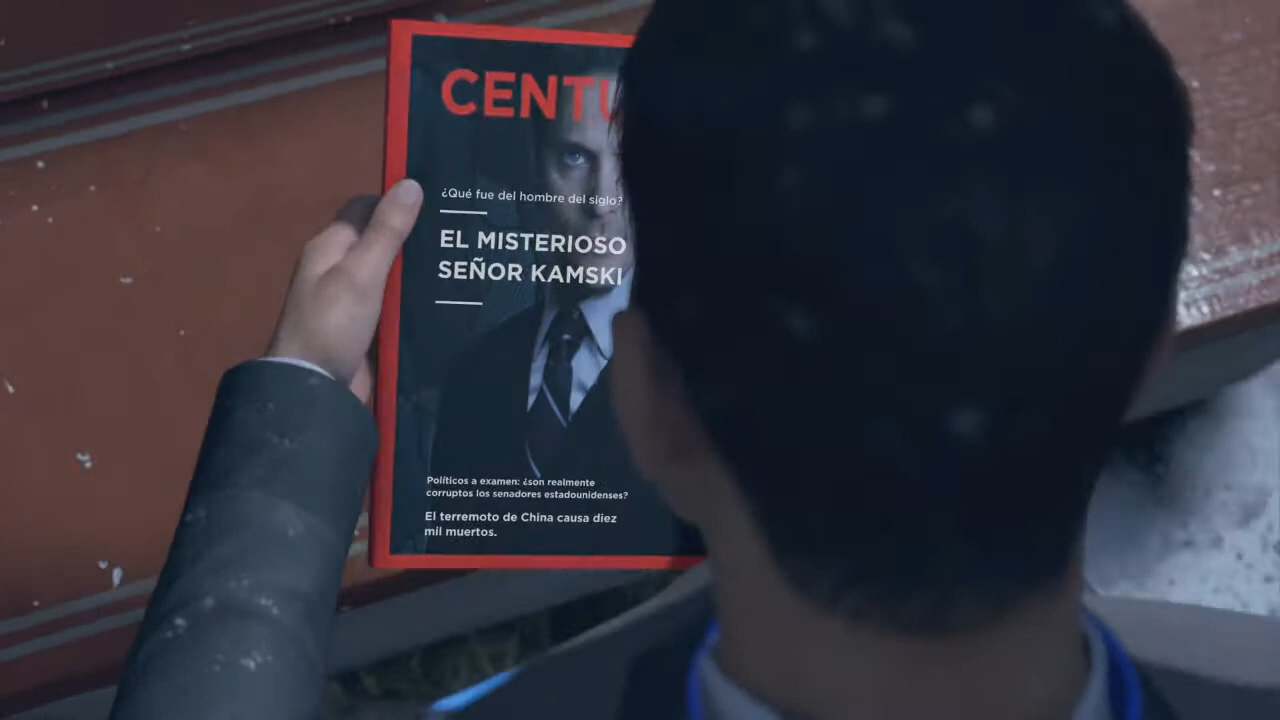 CENTU
¿Qué fue del hombre del siglo?
EL MISTERIOSO
SEÑOR KAMSKI
Políticos a examen: ¿son realmente
corruptos los senadores estadounidenses?
El terremoto de China causa diez
mil muertos.